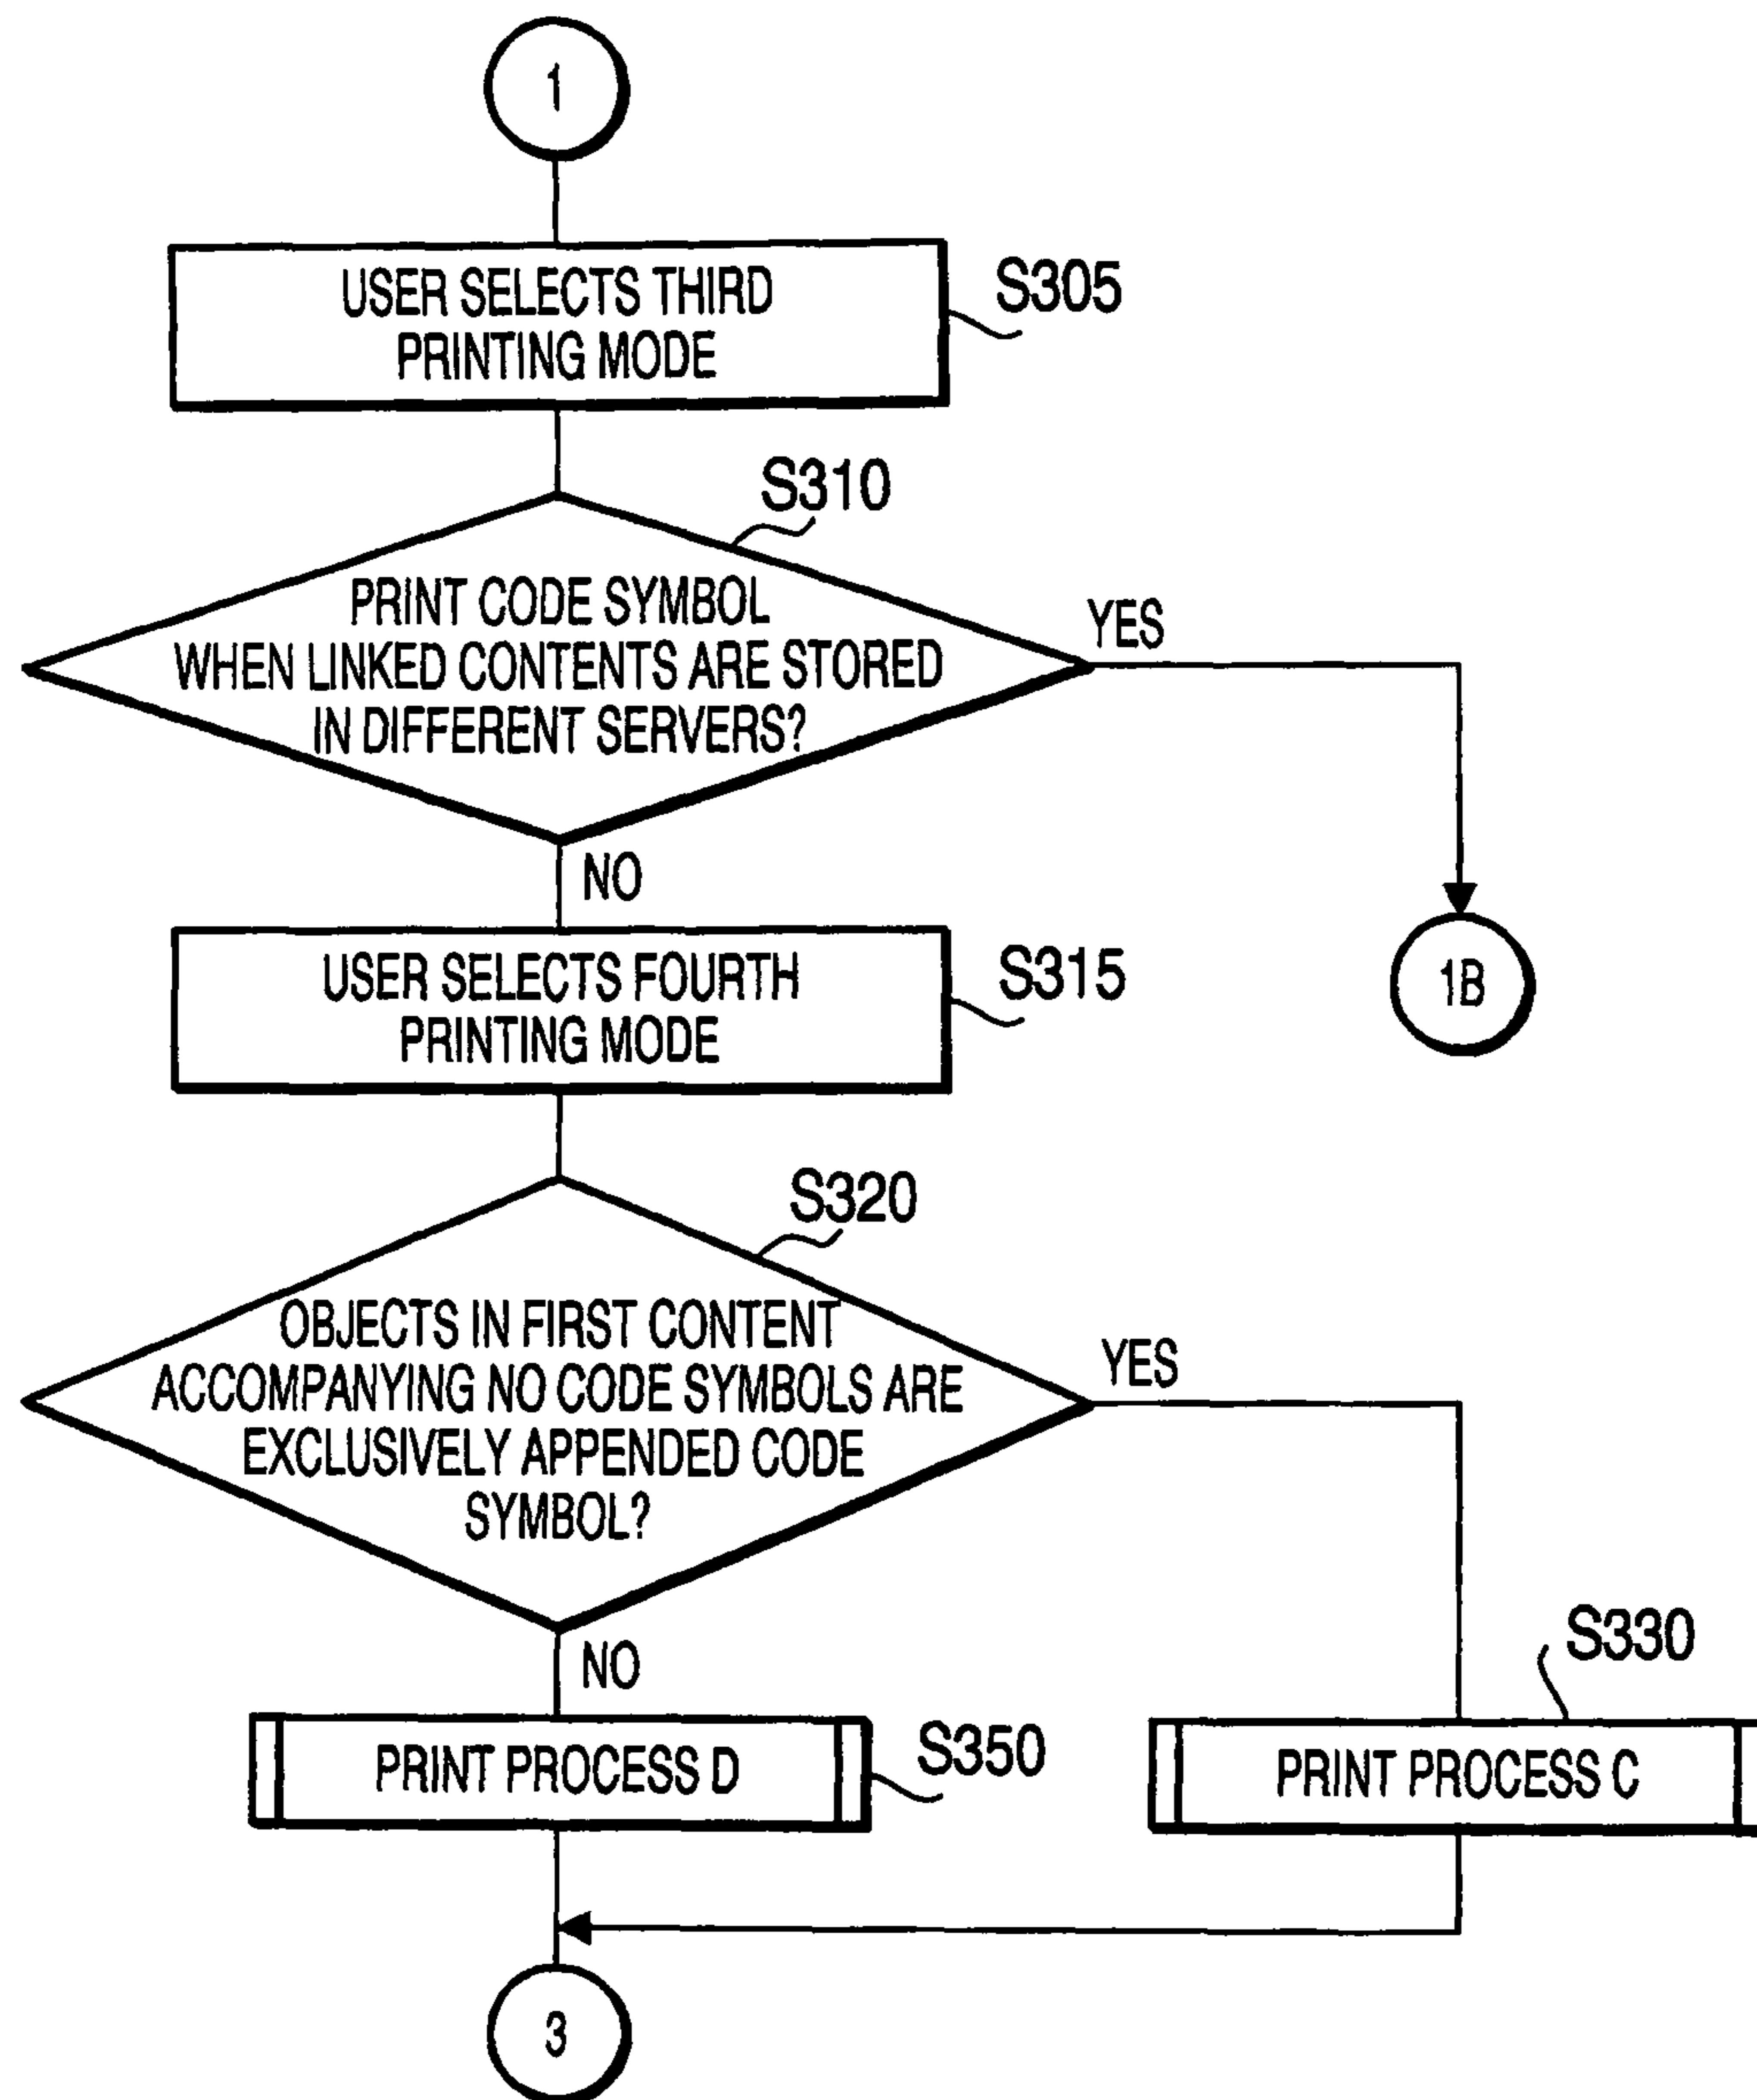 1
USER SELECTS THIRD
PRINTING MODE
S305
S310
PRINT CODE SYMBOL
WHEN LINKED CONTENTS ARE STORED
IN DIFFERENT SERVERS?
YES
NO
1B
USER SELECTS FOURTH
PRINTING MODE
S315
S320
OBJECTS IN FIRST CONTENT
ACCOMPANYING NO CODE SYMBOLS ARE
EXCLUSIVELY APPENDED CODE
SYMBOL?
YES
NO
S330
PRINT PROCESS D
S350
PRINT PROCESS C
3